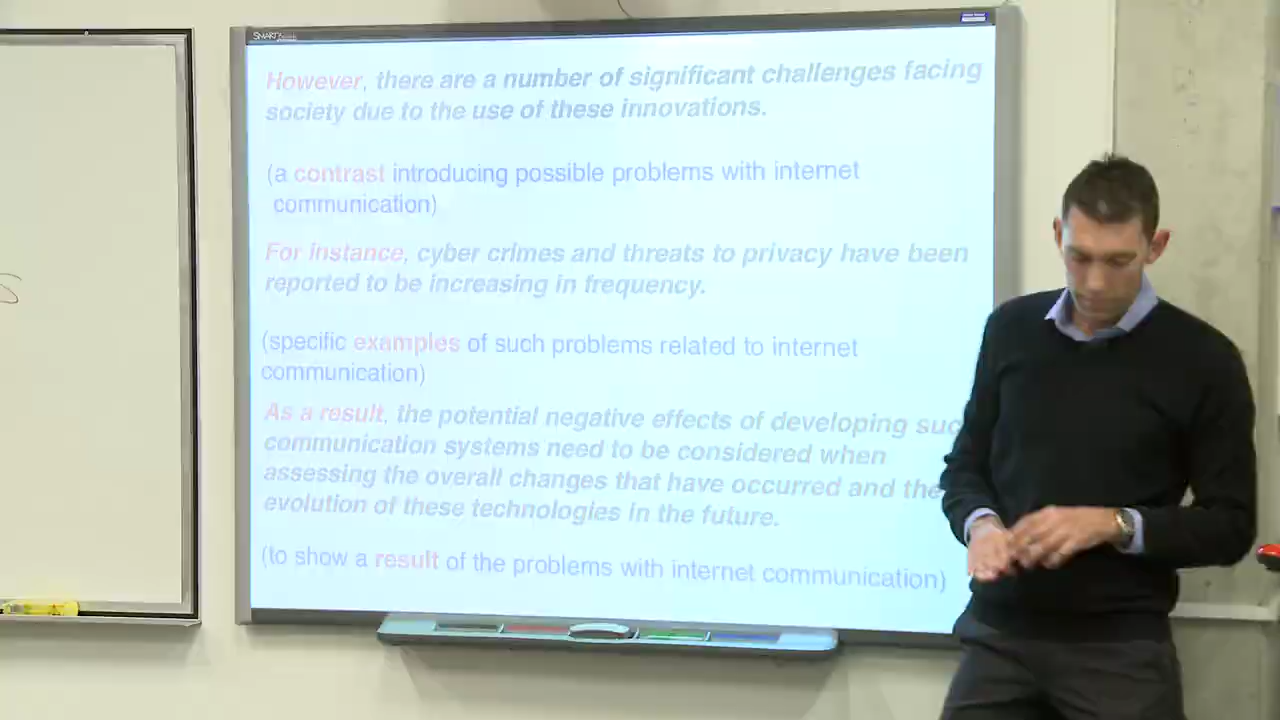 SMART
However, there are a number of significant challenges facing
society due to the use of these innovations.
(a contrast introducing possible problems with internet
communication)
For instance, cyber crimes and threats to privacy have been
reported to be increasing in frequency.
(specific examples of such problems related to internet
communication)
As a result, the potential negative effects of developing suc
communication systems need to be considered when
assessing the overall changes that have occurred and the
evolution of these technologies in the future.
(to show a result of the problems with internet communication)